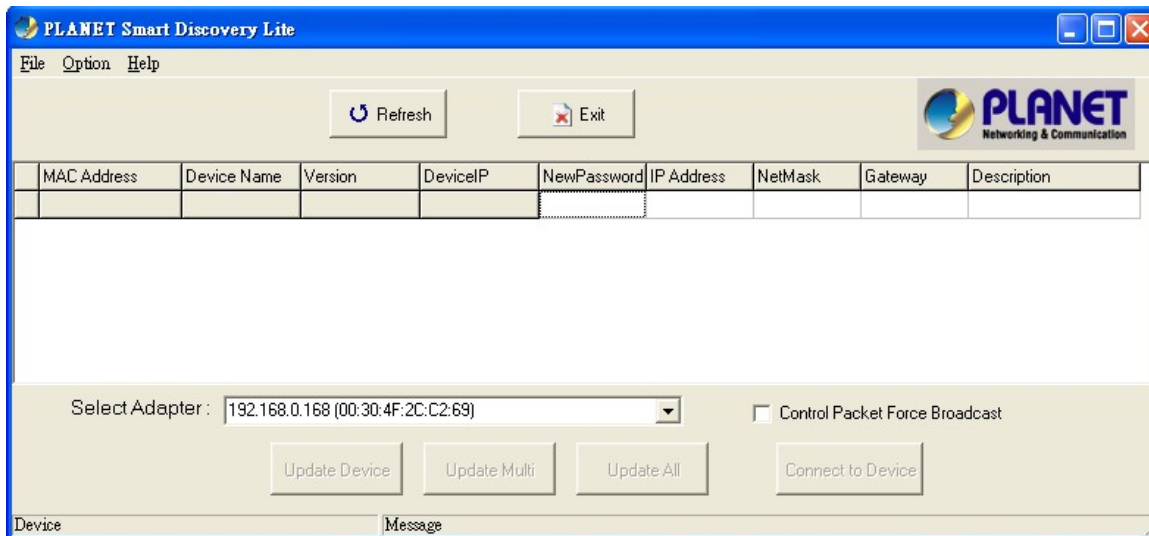 PLANET Smart Discovery Lite
File Option Help
Refresh Exit
PLANET
Networking & Communication
MAC Address Device Name Version DeviceIP NewPassword IP Address NetMask Gateway Description
Select Adapter : 192.168.0.168 (00:30:4F:2C:C2:69) Control Packet Force Broadcast
Update Device Update Multi Update All Connect to Device
Device Message